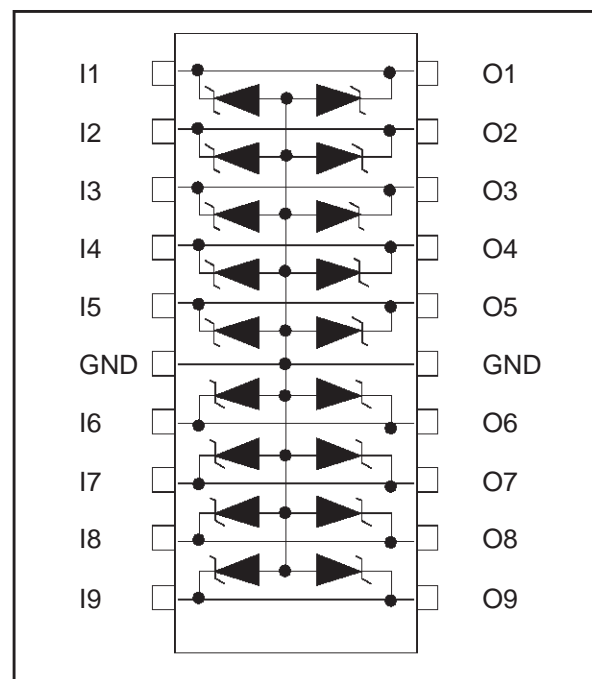 I1 O1
I2 O2
I3 O3
I4 O4
I5 O5
GND GND
I6 O6
I7 O7
I8 O8
I9 O9